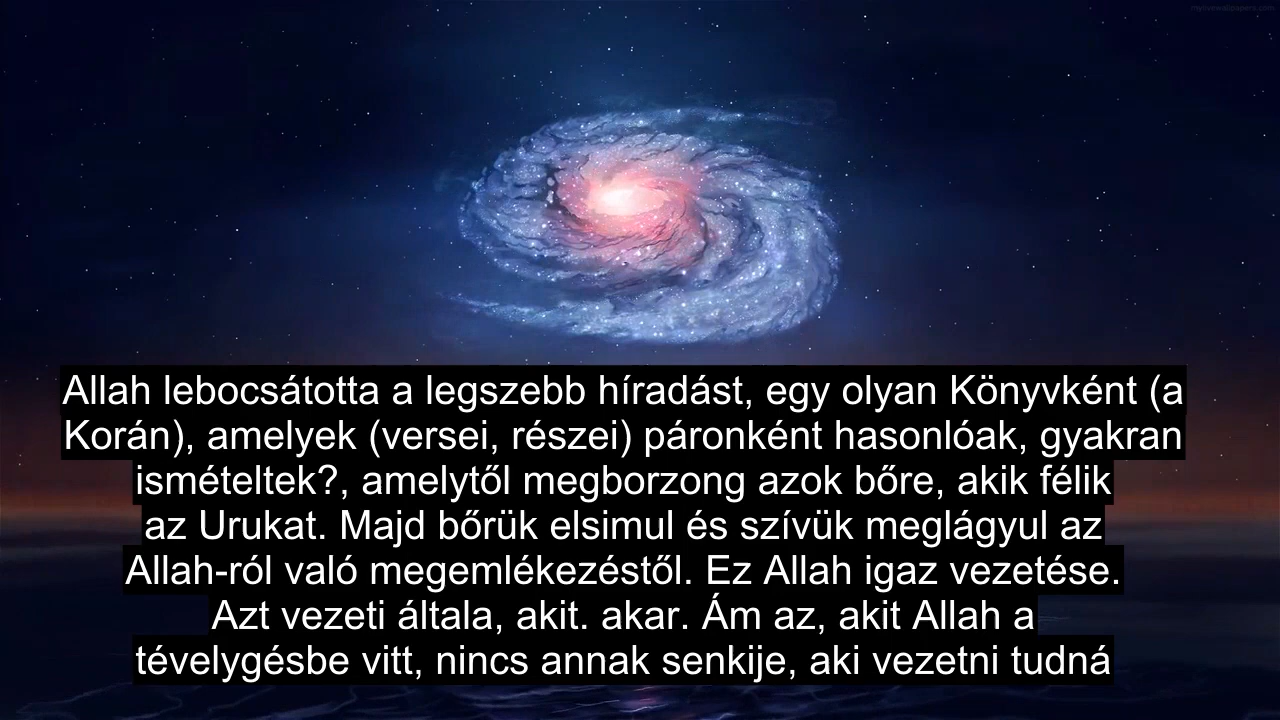 Allah lebocsátotta a legszebb híradást, egy olyan Könyvként (a
Korán), amelyek (versei, részei) páronként hasonlóak, gyakran
ismételtek?, amelytől megborzong azok bőre, akik félik
az Urukat. Majd bőrük elsimul és szívük meglágyul az
Allah-ról való megemlékezéstől. Ez Allah igaz vezetése.
Azt vezeti általa, akit. akar. Ám az, akit Allah a
tévelygésbe vitt, nincs annak senkije, aki vezetni tudná